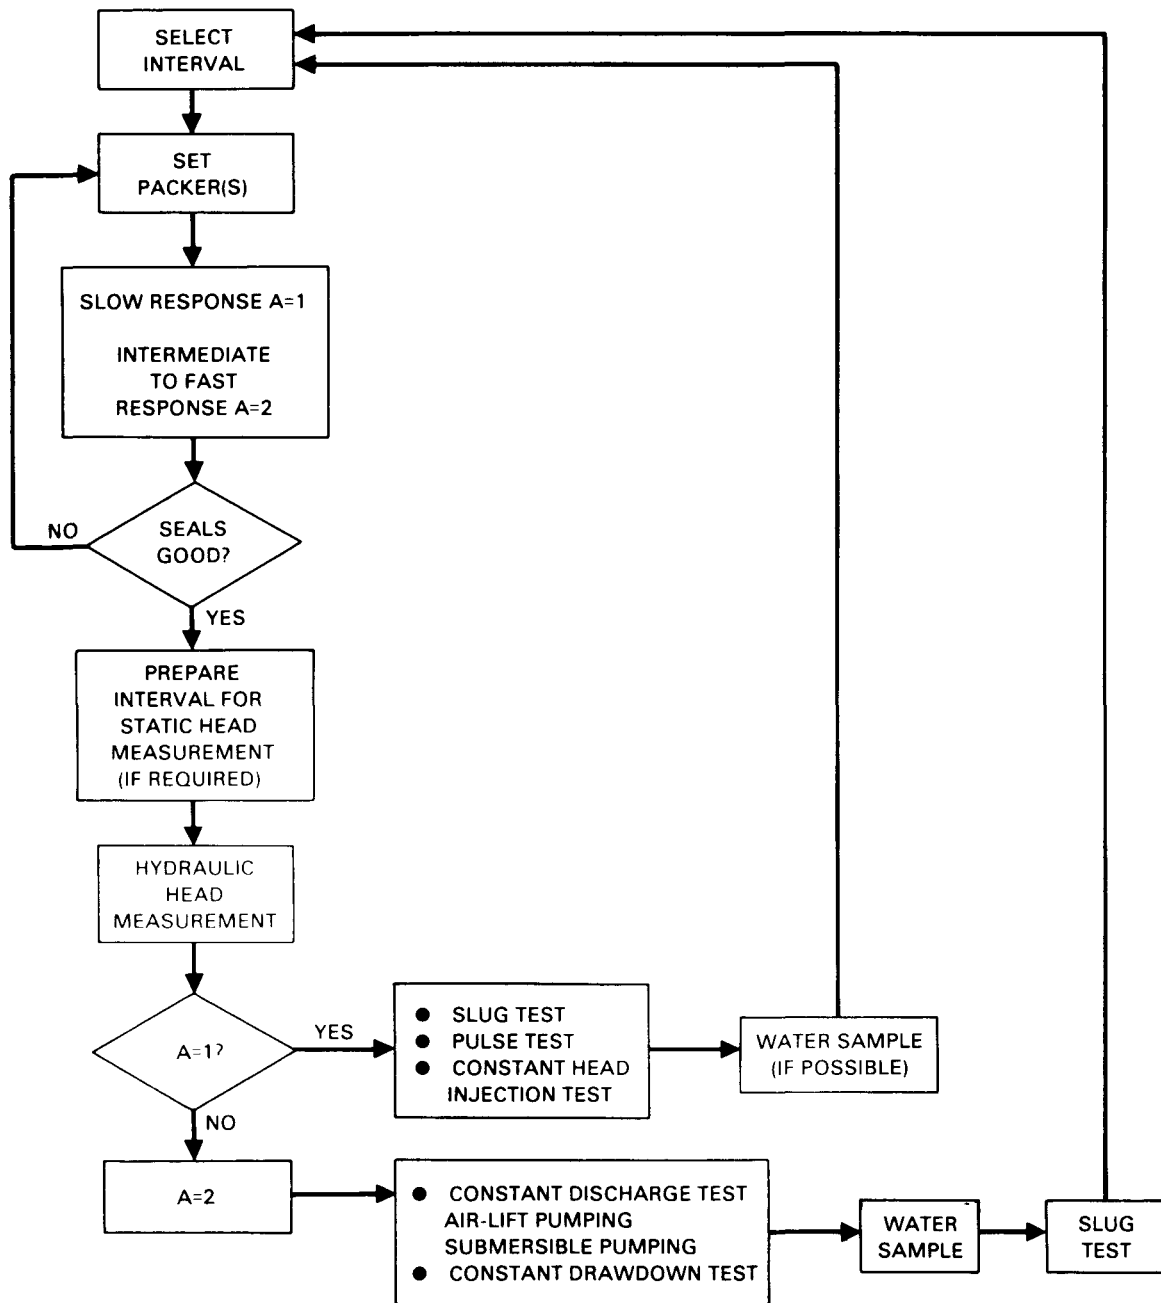 SELECT
INTERVAL
SET
PACKER(S)
SLOW RESPONSE A=1
INTERMEDIATE
TO FAST
RESPONSE A=2
NO
SEALS
GOOD?
YES
PREPARE
INTERVAL FOR
STATIC HEAD
MEASUREMENT
(IF REQUIRED)
HYDRAULIC
HEAD
MEASUREMENT
A=1?
YES
● SLUG TEST
● PULSE TEST
● CONSTANT HEAD
INJECTION TEST
WATER SAMPLE
(IF POSSIBLE)
NO
A=2
● CONSTANT DISCHARGE TEST
AIR-LIFT PUMPING
SUBMERSIBLE PUMPING
● CONSTANT DRAWDOWN TEST
WATER
SAMPLE
SLUG
TEST